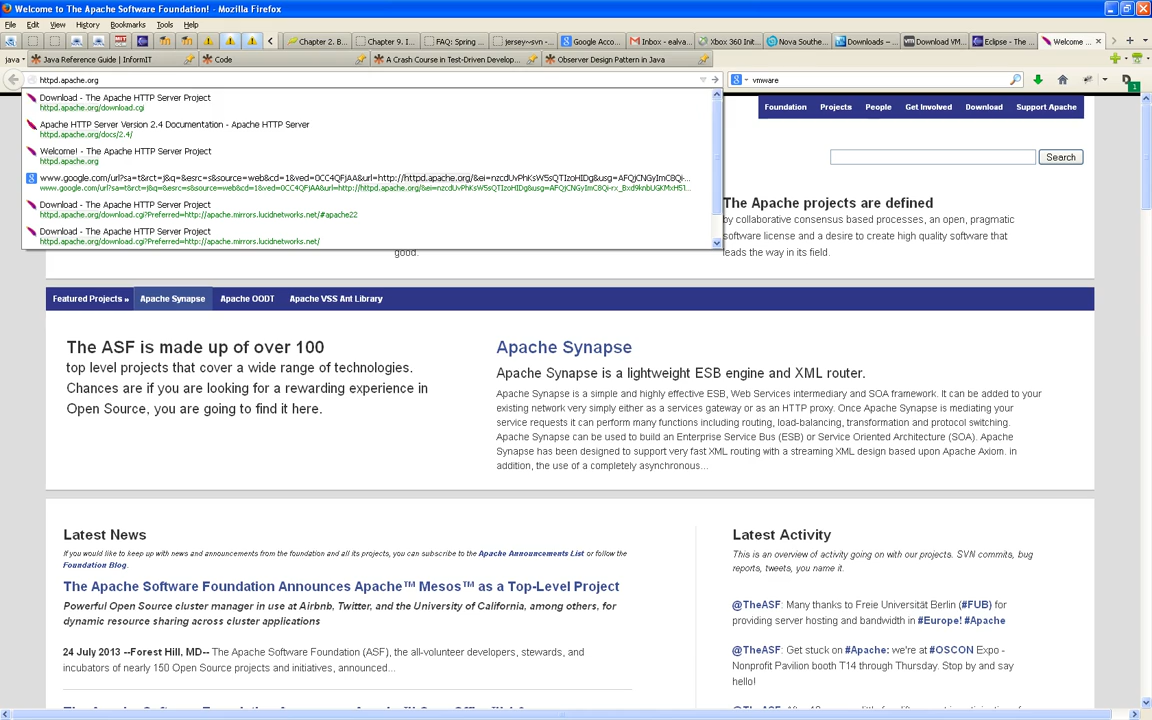 Welcome to The Apache Software Foundation! - Mozilla Firefox
File Edit View History Bookmarks Tools Help
Chapter 2. B... Chapter 9. I... FAQ: Spring ... jersey~svn - ... Google Acco... Inbox - ealva... Xbox 360 Init... Nova Southe... Downloads – ... Download VM... Eclipse - The ... Welcome ...
java Java Reference Guide | InformIT Code A Crash Course in Test-Driven Develop... Observer Design Pattern in Java
httpd.apache.org vmware
Download - The Apache HTTP Server Project
httpd.apache.org/download.cgi
Apache HTTP Server Version 2.4 Documentation - Apache HTTP Server
httpd.apache.org/docs/2.4/
Welcome! - The Apache HTTP Server Project
httpd.apache.org
Download - The Apache HTTP Server Project
httpd.apache.org/download.cgi?Preferred=http://apache.mirrors.lucidnetworks.net/#apache22
Download - The Apache HTTP Server Project
httpd.apache.org/download.cgi?Preferred=http://apache.mirrors.lucidnetworks.net/
Foundation Projects People Get Involved Download Support Apache
Search
The Apache projects are defined
by collaborative consensus based processes, an open, pragmatic
software license and a desire to create high quality software that
good. leads the way in its field.
Featured Projects » Apache Synapse Apache OODT Apache VSS Ant Library
The ASF is made up of over 100
top level projects that cover a wide range of technologies.
Chances are if you are looking for a rewarding experience in
Open Source, you are going to find it here.
Apache Synapse
Apache Synapse is a lightweight ESB engine and XML router.
Apache Synapse is a simple and highly effective ESB, Web Services intermediary and SOA framework. It can be added to your
existing network very simply either as a services gateway or as an HTTP proxy. Once Apache Synapse is mediating your
service requests it can perform many functions including routing, load-balancing, transformation and protocol switching.
Apache Synapse can be used to build an Enterprise Service Bus (ESB) or Service Oriented Architecture (SOA). Apache
Synapse has been designed to support very fast XML routing with a streaming XML design based upon Apache Axiom. in
addition, the use of a completely asynchronous...
Latest News
If you would like to keep up with news and announcements from the foundation and all its projects, you can subscribe to the Apache Announcements List or follow the
Foundation Blog.
The Apache Software Foundation Announces Apache™ Mesos™ as a Top-Level Project
Powerful Open Source cluster manager in use at Airbnb, Twitter, and the University of California, among others, for
dynamic resource sharing across cluster applications
24 July 2013 --Forest Hill, MD-- The Apache Software Foundation (ASF), the all-volunteer developers, stewards, and
incubators of nearly 150 Open Source projects and initiatives, announced...
Latest Activity
This is an overview of activity going on with our projects. SVN commits, bug
reports, tweets, you name it.
@TheASF: Many thanks to Freie Universität Berlin (#FUB) for
providing server hosting and bandwidth in #Europe! #Apache
@TheASF: Get stuck on #Apache: we're at #OSCON Expo -
Nonprofit Pavilion booth T14 through Thursday. Stop by and say
hello!